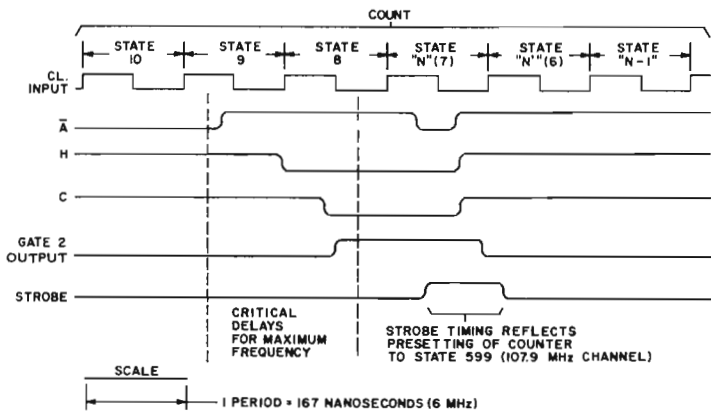 COUNT
STATE 10
STATE 9
STATE 8
STATE "N" (7)
STATE "N'" (6)
STATE "N-1"
CL. INPUT
A̅
H
C
GATE 2 OUTPUT
STROBE
CRITICAL
DELAYS
FOR MAXIMUM
FREQUENCY
STROBE TIMING REFLECTS
PRESETTING OF COUNTER
TO STATE 599 (107.9 MHz CHANNEL)
SCALE
1 PERIOD = 167 NANOSECONDS (6 MHz)